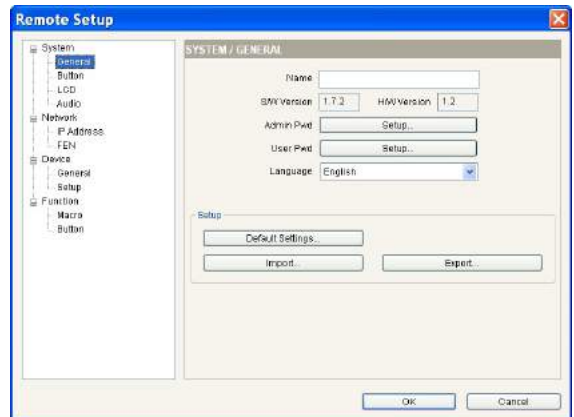 Remote Setup
System
General
Button
LCD
Audio
Network
IP Address
FEN
Device
General
Setup
Function
Macro
Button
SYSTEM / GENERAL
Name
S/W Version 1.7.2 H/W Version 1.2
Admin Pwd Setup...
User Pwd Setup...
Language English
Setup
Default Settings...
Import... Export...
OK Cancel